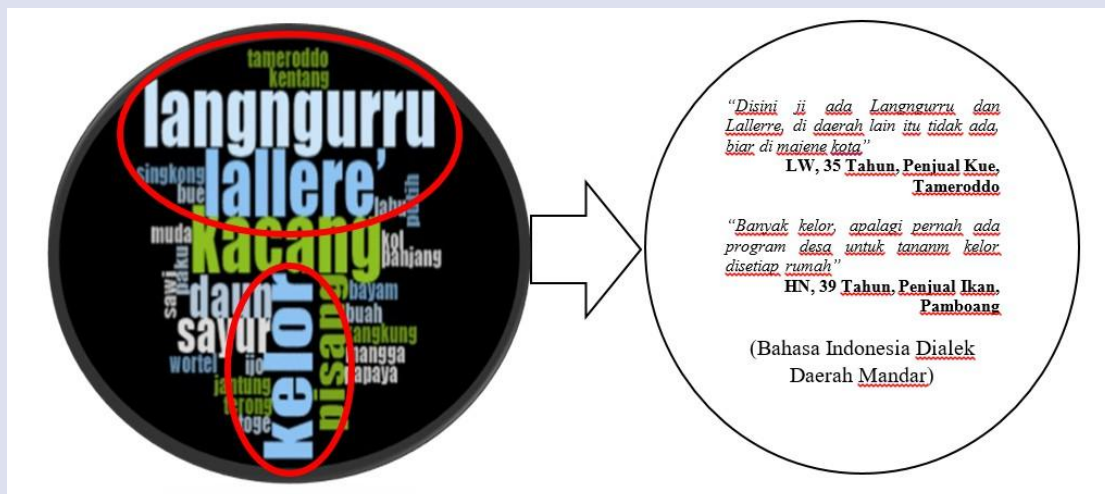 tameroddo
kentang
langngurru
singkong
lallere’
bue
labu
putih
kacang
muda
kol
panjang
paku
sawi
daun
bayam
sayur
buah
kangkung
wortel
ijo
mangga
papaya
jantung
terong
toge
kelor
pisang
“Disini ji ada Langngurru dan
Lallerre, di daerah lain itu tidak ada,
biar di majene kota”
LW, 35 Tahun, Penjual Kue,
Tameroddo
“Banyak kelor, apalagi pernah ada
program desa untuk tananm kelor
disetiap rumah”
HN, 39 Tahun, Penjual Ikan,
Pamboang
(Bahasa Indonesia Dialek
Daerah Mandar)